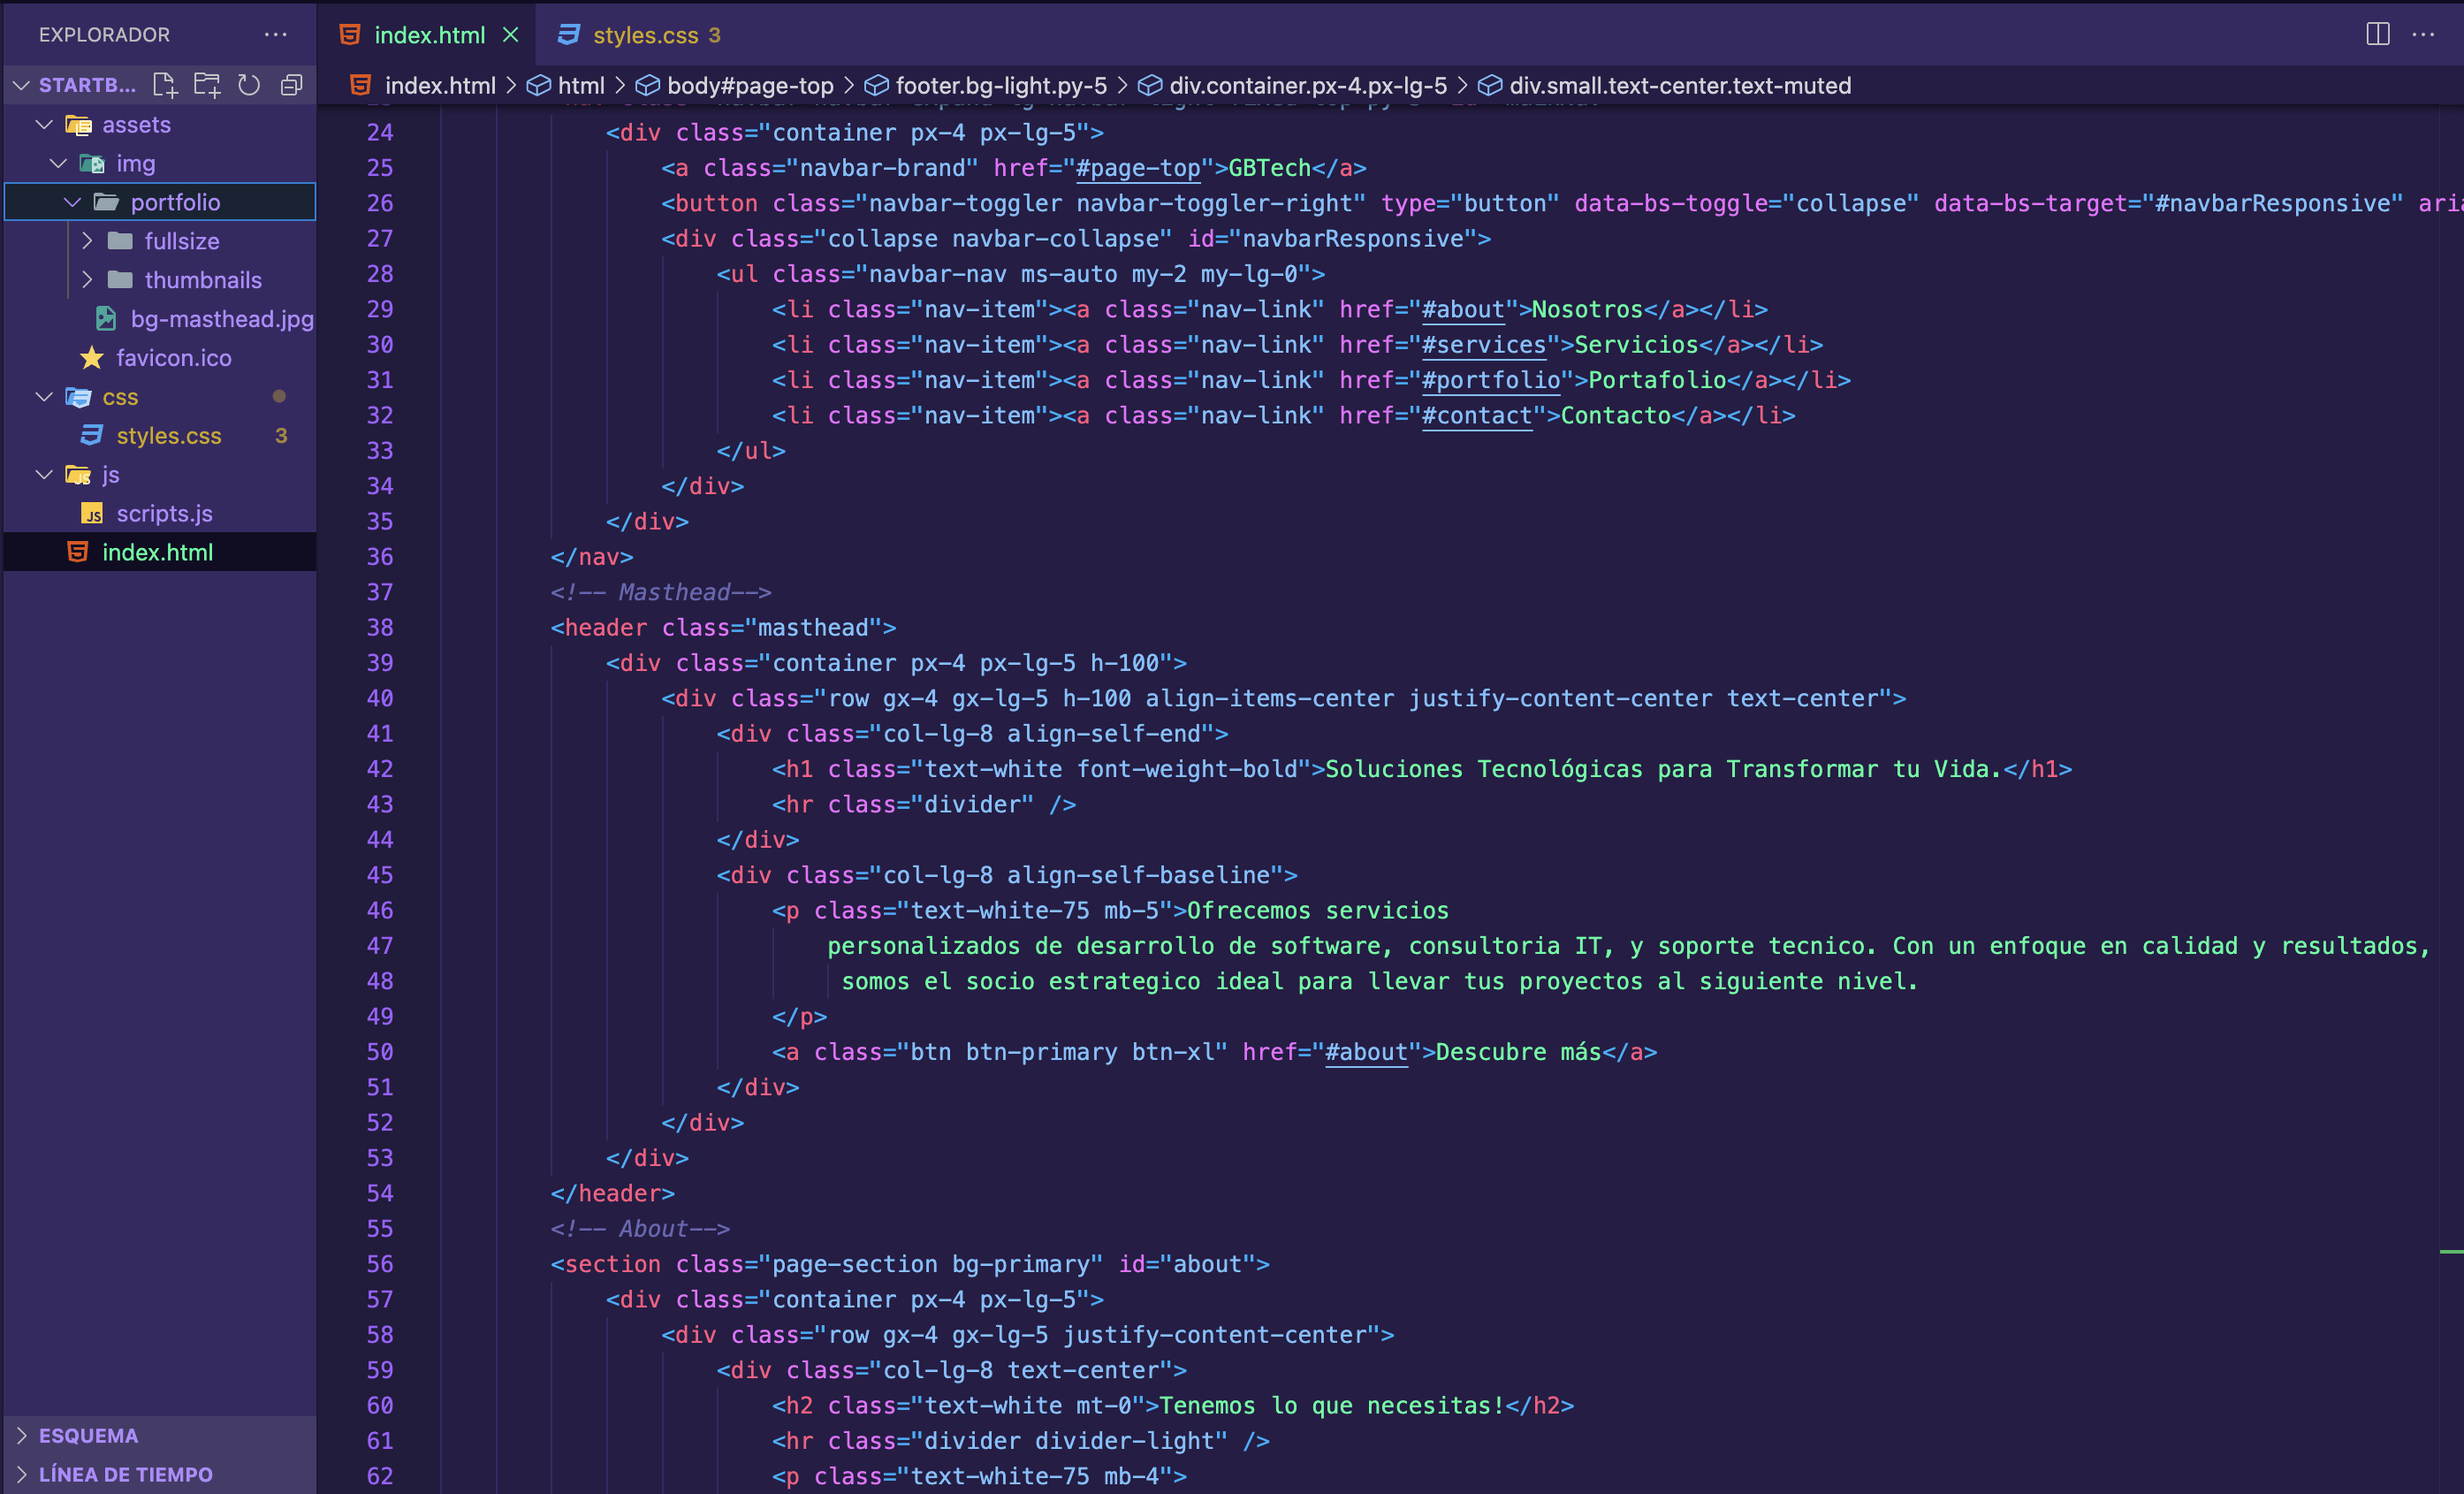 EXPLORADOR ···
STARTB...
assets
img
portfolio
fullsize
thumbnails
bg-masthead.jpg
favicon.ico
css
styles.css 3
js
JS scripts.js
index.html
ESQUEMA
LÍNEA DE TIEMPO
index.html styles.css 3 ···
index.html > html > body#page-top > footer.bg-light.py-5 > div.container.px-4.px-lg-5 > div.small.text-center.text-muted
24 <div class="container px-4 px-lg-5">
25 <a class="navbar-brand" href="#page-top">GBTech</a>
26 <button class="navbar-toggler navbar-toggler-right" type="button" data-bs-toggle="collapse" data-bs-target="#navbarResponsive" aria
27 <div class="collapse navbar-collapse" id="navbarResponsive">
28 <ul class="navbar-nav ms-auto my-2 my-lg-0">
29 <li class="nav-item"><a class="nav-link" href="#about">Nosotros</a></li>
30 <li class="nav-item"><a class="nav-link" href="#services">Servicios</a></li>
31 <li class="nav-item"><a class="nav-link" href="#portfolio">Portafolio</a></li>
32 <li class="nav-item"><a class="nav-link" href="#contact">Contacto</a></li>
33 </ul>
34 </div>
35 </div>
36 </nav>
37 <!-- Masthead-->
38 <header class="masthead">
39 <div class="container px-4 px-lg-5 h-100">
40 <div class="row gx-4 gx-lg-5 h-100 align-items-center justify-content-center text-center">
41 <div class="col-lg-8 align-self-end">
42 <h1 class="text-white font-weight-bold">Soluciones Tecnológicas para Transformar tu Vida.</h1>
43 <hr class="divider" />
44 </div>
45 <div class="col-lg-8 align-self-baseline">
46 <p class="text-white-75 mb-5">Ofrecemos servicios
47 personalizados de desarrollo de software, consultoria IT, y soporte tecnico. Con un enfoque en calidad y resultados,
48 somos el socio estrategico ideal para llevar tus proyectos al siguiente nivel.
49 </p>
50 <a class="btn btn-primary btn-xl" href="#about">Descubre más</a>
51 </div>
52 </div>
53 </div>
54 </header>
55 <!-- About-->
56 <section class="page-section bg-primary" id="about">
57 <div class="container px-4 px-lg-5">
58 <div class="row gx-4 gx-lg-5 justify-content-center">
59 <div class="col-lg-8 text-center">
60 <h2 class="text-white mt-0">Tenemos lo que necesitas!</h2>
61 <hr class="divider divider-light" />
62 <p class="text-white-75 mb-4">